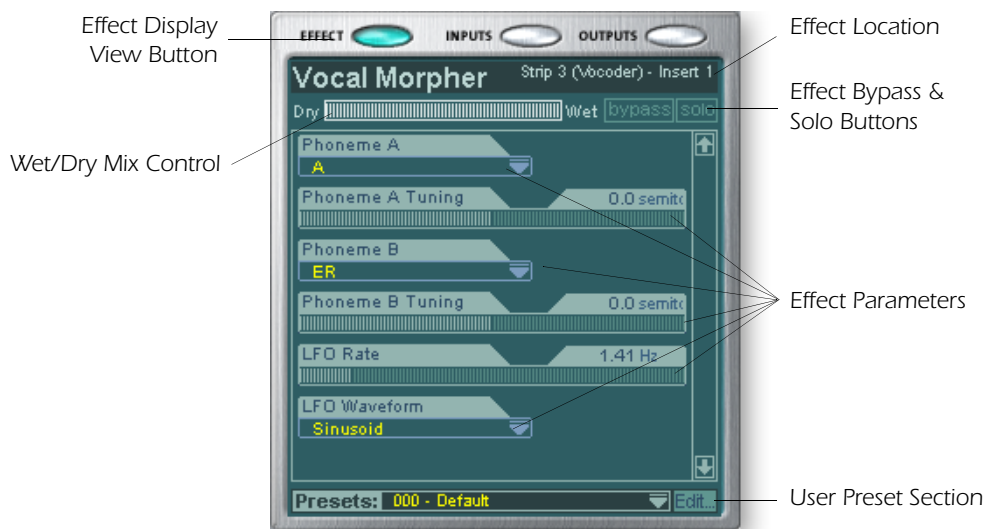 Effect Display
View Button
EFFECT INPUTS OUTPUTS
Effect Location
Vocal Morpher
Strip 3 (Vocoder) - Insert 1
Dry Wet bypass solo
Effect Bypass &
Solo Buttons
Wet/Dry Mix Control
Phoneme A
A
Phoneme A Tuning 0.0 semito
Phoneme B
ER
Phoneme B Tuning 0.0 semito
Effect Parameters
LFO Rate 1.41 Hz
LFO Waveform
Sinusoid
Presets: 000 - Default Edit...
User Preset Section